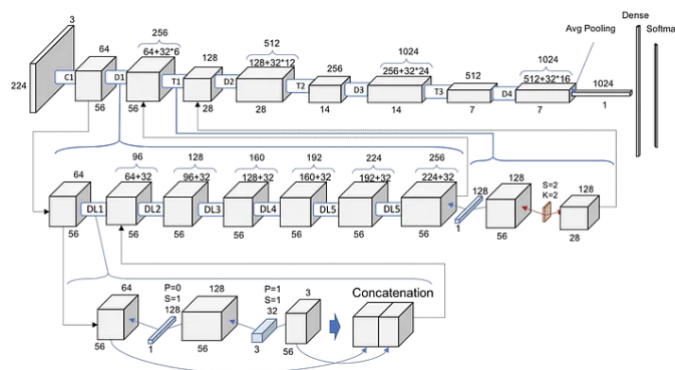 Dense
Softma
Avg Pooling
3
64
256
64+32*6
128
512
128+32*12
256
1024
256+32*24
512
1024
512+32*16
1024
224
C1
D1
T1
D2
T2
D3
T3
D4
56
56
28
28
14
14
7
7
1
64
96
64+32
128
96+32
160
128+32
192
160+32
224
192+32
256
224+32
128
128
S=2
K=2
128
DL1
DL2
DL3
DL4
DL5
DL5
56
56
56
56
56
56
56
1
56
28
64
P=0
S=1
128
128
P=1
S=1
32
3
Concatenation
56
1
56
3
56